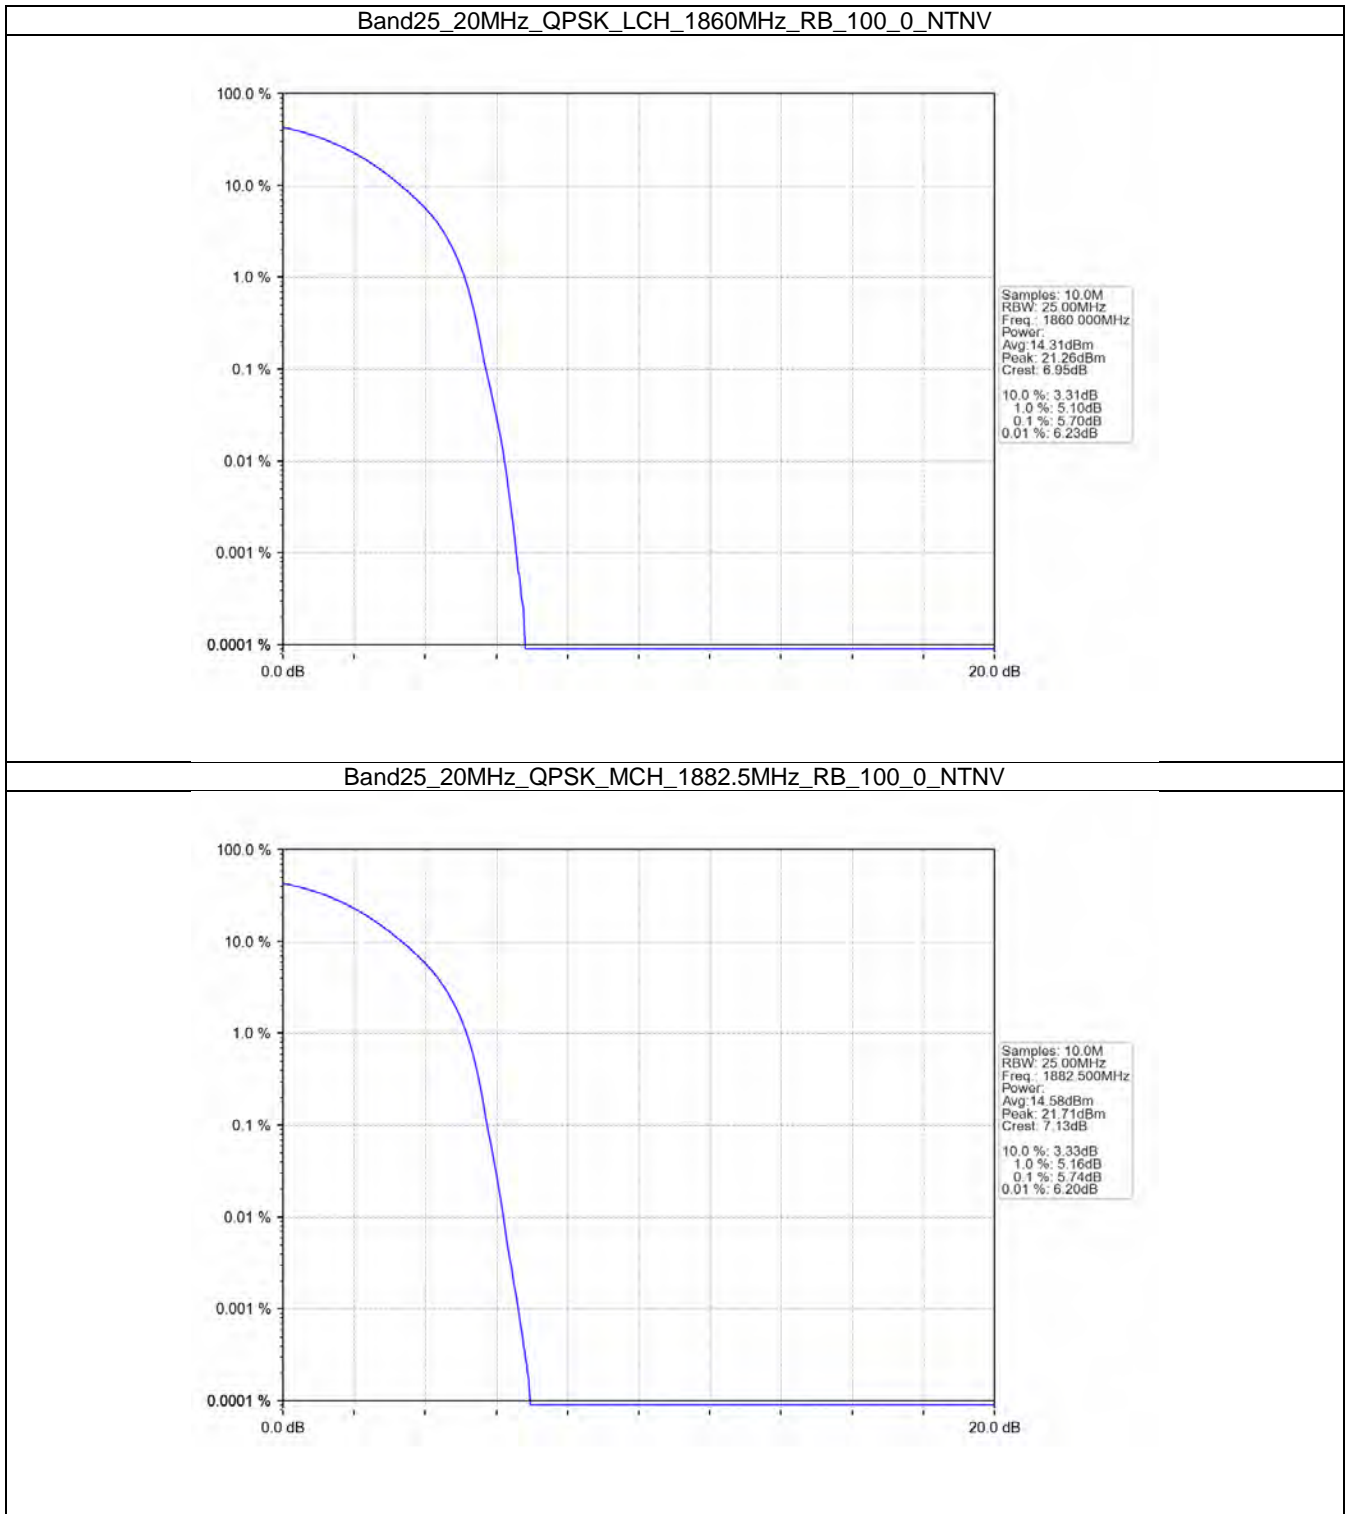 Band25_20MHz_QPSK_LCH_1860MHz_RB_100_0_NTNV
100.0 %
10.0 %
1.0 %
0.1 %
0.01 %
0.001 %
0.0001 %
0.0 dB
20.0 dB
Samples: 10.0M
RBW: 25.00MHz
Freq.: 1860.000MHz
Power:
Avg:14.31dBm
Peak: 21.26dBm
Crest: 6.95dB
10.0 %: 3.31dB
1.0 %: 5.10dB
0.1 %: 5.70dB
0.01 %: 6.23dB
Band25_20MHz_QPSK_MCH_1882.5MHz_RB_100_0_NTNV
100.0 %
10.0 %
1.0 %
0.1 %
0.01 %
0.001 %
0.0001 %
0.0 dB
20.0 dB
Samples: 10.0M
RBW: 25.00MHz
Freq.: 1882.500MHz
Power:
Avg:14.58dBm
Peak: 21.71dBm
Crest: 7.13dB
10.0 %: 3.33dB
1.0 %: 5.16dB
0.1 %: 5.74dB
0.01 %: 6.20dB